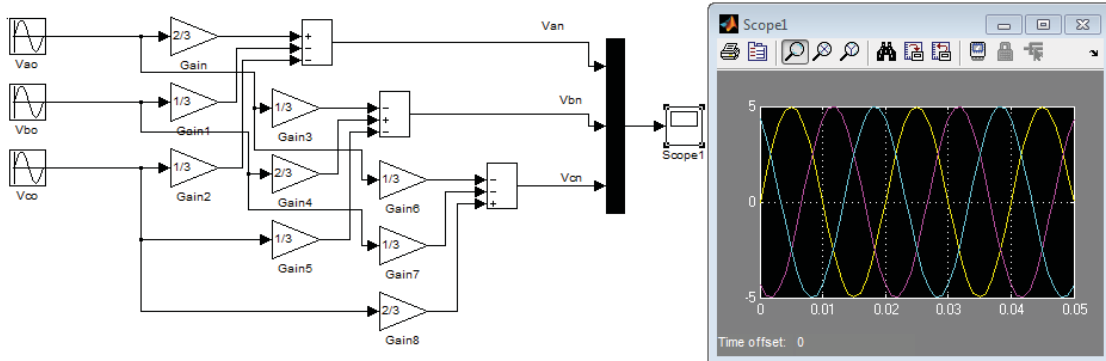 Vao
Vbo
Vco
2/3
Gain
1/3
Gain1
1/3
Gain2
+
−
−
1/3
Gain3
2/3
Gain4
1/3
Gain5
−
+
−
1/3
Gain6
1/3
Gain7
2/3
Gain8
−
−
+
Van
Vbn
Vcn
Scope1
Scope1
5
0
-5
0 0.01 0.02 0.03 0.04 0.05
Time offset: 0